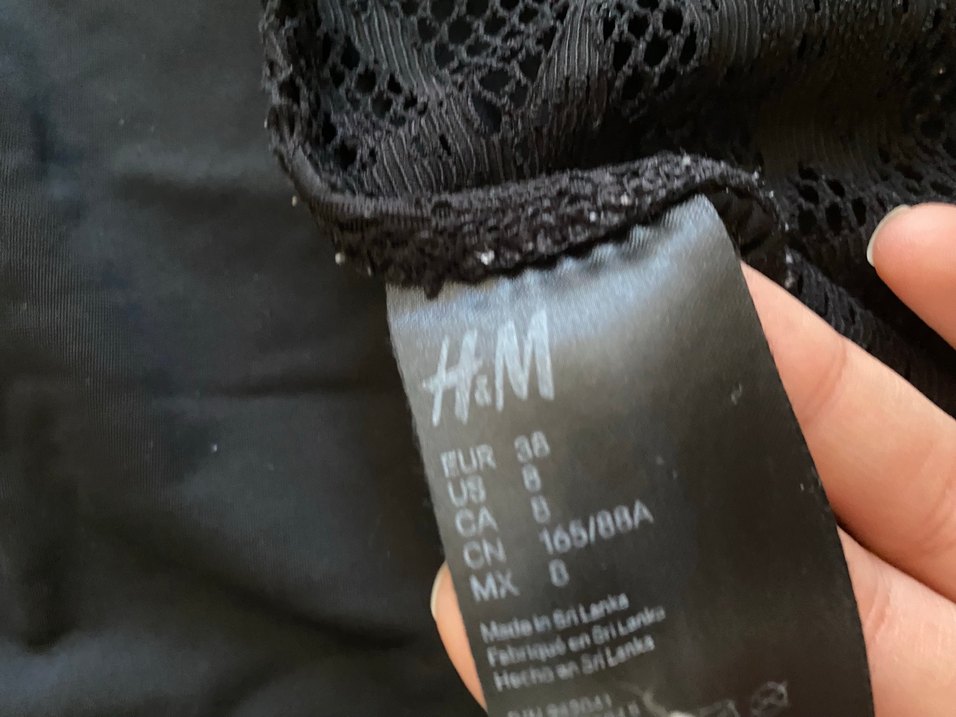 H&M
EUR 38
US 8
CA 8
CN 165/88A
MX 8
Made in Sri Lanka
Fabriqué en Sri Lanka
Hecho en Sri Lanka